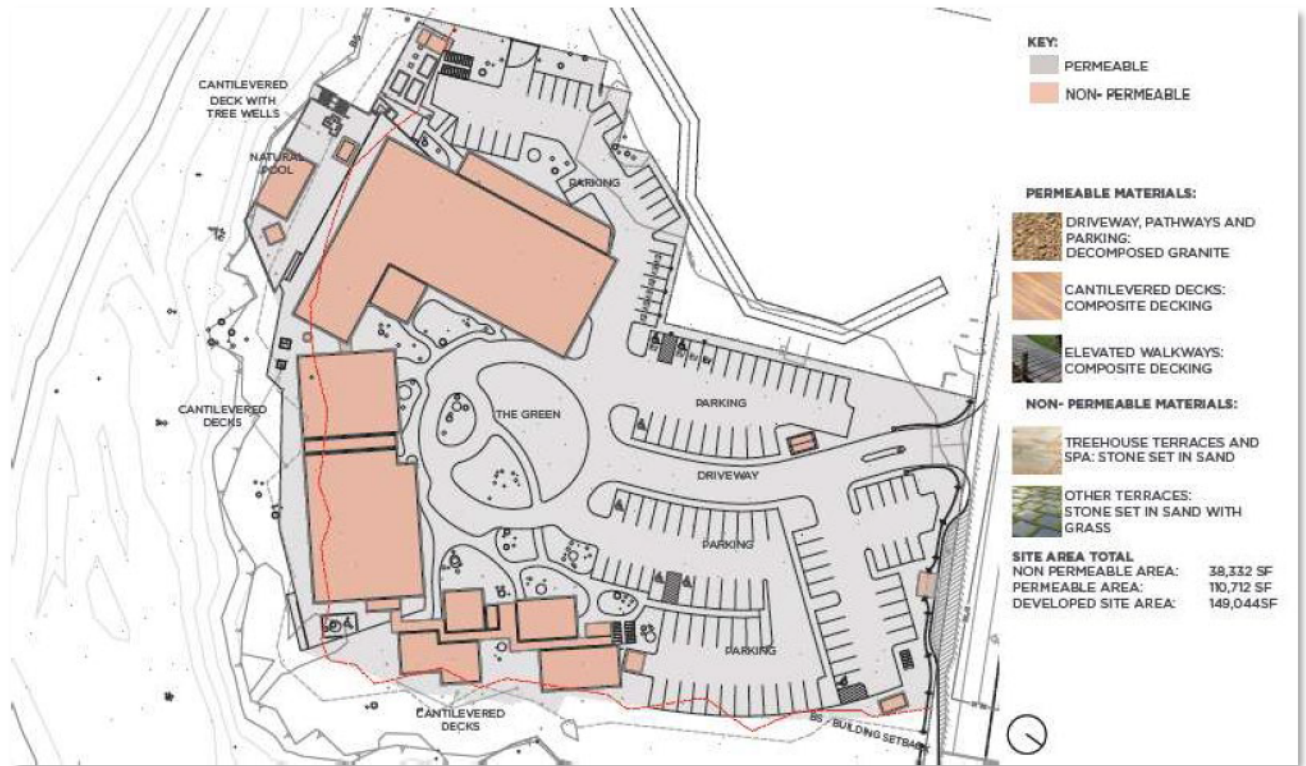 CANTILEVERED
DECK WITH
TREE WELLS
BS
NATURAL
POOL
PARKING
CANTILEVERED
DECKS
THE GREEN
PARKING
DRIVEWAY
PARKING
PARKING
CANTILEVERED
DECKS
BS - BUILDING SETBACK
KEY:
PERMEABLE
NON- PERMEABLE
PERMEABLE MATERIALS:
DRIVEWAY, PATHWAYS AND
PARKING:
DECOMPOSED GRANITE
CANTILEVERED DECKS:
COMPOSITE DECKING
ELEVATED WALKWAYS:
COMPOSITE DECKING
NON- PERMEABLE MATERIALS:
TREEHOUSE TERRACES AND
SPA: STONE SET IN SAND
OTHER TERRACES:
STONE SET IN SAND WITH
GRASS
SITE AREA TOTAL
NON PERMEABLE AREA: 38,332 SF
PERMEABLE AREA: 110,712 SF
DEVELOPED SITE AREA: 149,044SF